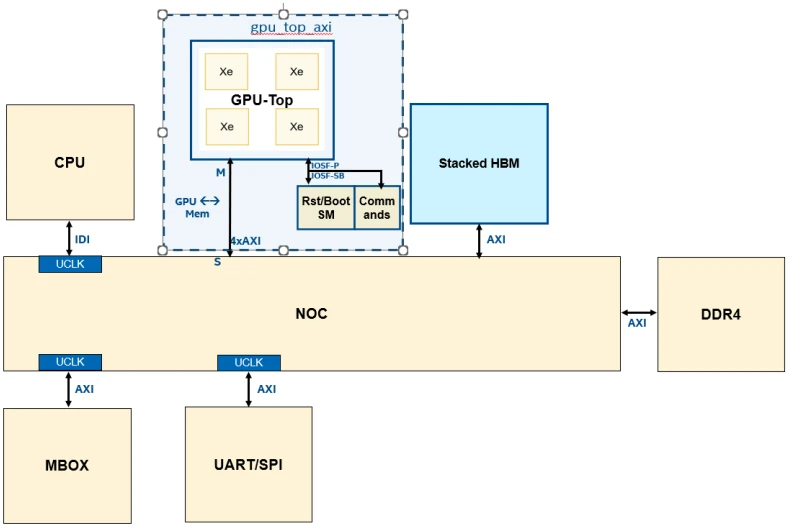 gpu_top_axi
Xe
Xe
GPU-Top
Xe
Xe
CPU
Stacked HBM
M
IOSF-P
IOSF-SB
GPU ↔
Mem
Rst/Boot
SM
Comm
ands
IDI
4xAXI
AXI
S
UCLK
NOC
DDR4
AXI
UCLK
UCLK
AXI
AXI
MBOX
UART/SPI